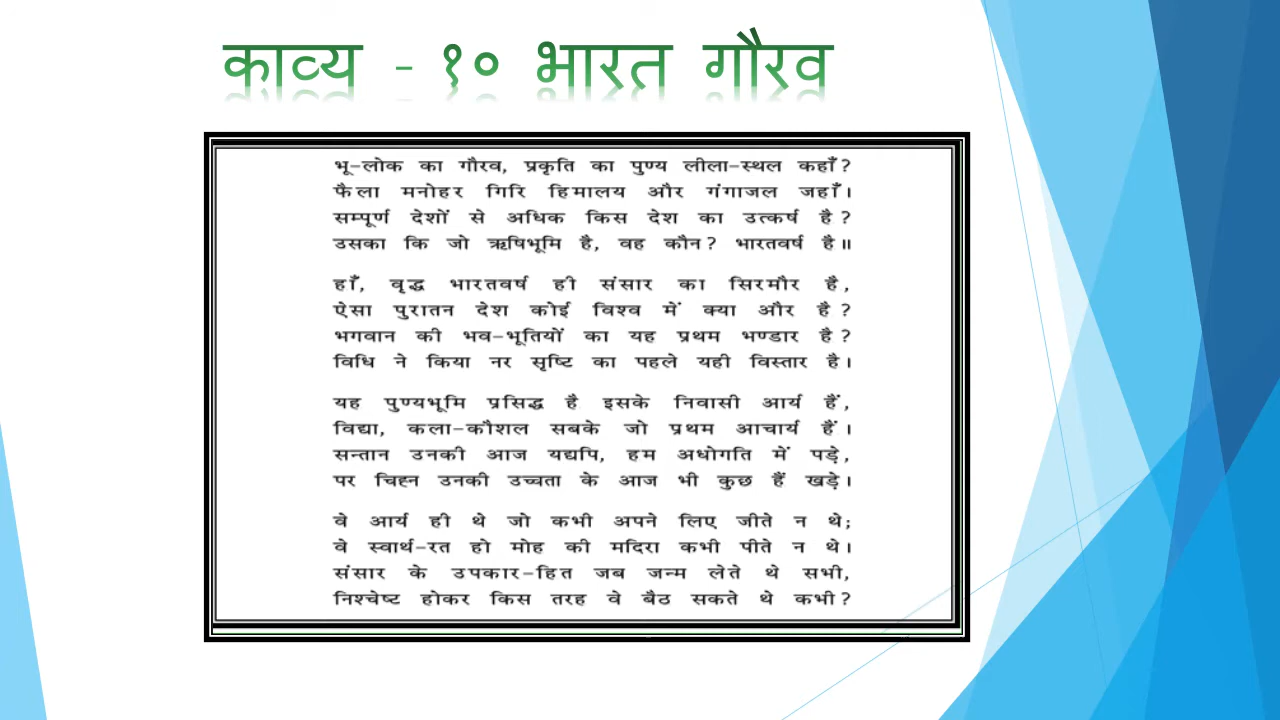 काव्य - १० भारत गौरव
भू-लोक का गौरव, प्रकृति का पुण्य लीला-स्थल कहाँ?
फैला मनोहर गिरि हिमालय और गंगाजल जहाँ।
सम्पूर्ण देशों से अधिक किस देश का उत्कर्ष है?
उसका कि जो ऋषिभूमि है, वह कौन? भारतवर्ष है॥
हाँ, वृद्ध भारतवर्ष ही संसार का सिरमौर है,
ऐसा पुरातन देश कोई विश्व में क्या और है?
भगवान की भव-भूतियों का यह प्रथम भण्डार है?
विधि ने किया नर सृष्टि का पहले यही विस्तार है।
यह पुण्यभूमि प्रसिद्ध है इसके निवासी आर्य हैं,
विद्या, कला-कौशल सबके जो प्रथम आचार्य हैं।
सन्तान उनकी आज यद्यपि, हम अधोगति में पड़े,
पर चिह्न उनकी उच्चता के आज भी कुछ हैं खड़े।
वे आर्य ही थे जो कभी अपने लिए जीते न थे;
वे स्वार्थ-रत हो मोह की मदिरा कभी पीते न थे।
संसार के उपकार-हित जब जन्म लेते थे सभी,
निश्चेष्ट होकर किस तरह वे बैठ सकते थे कभी?